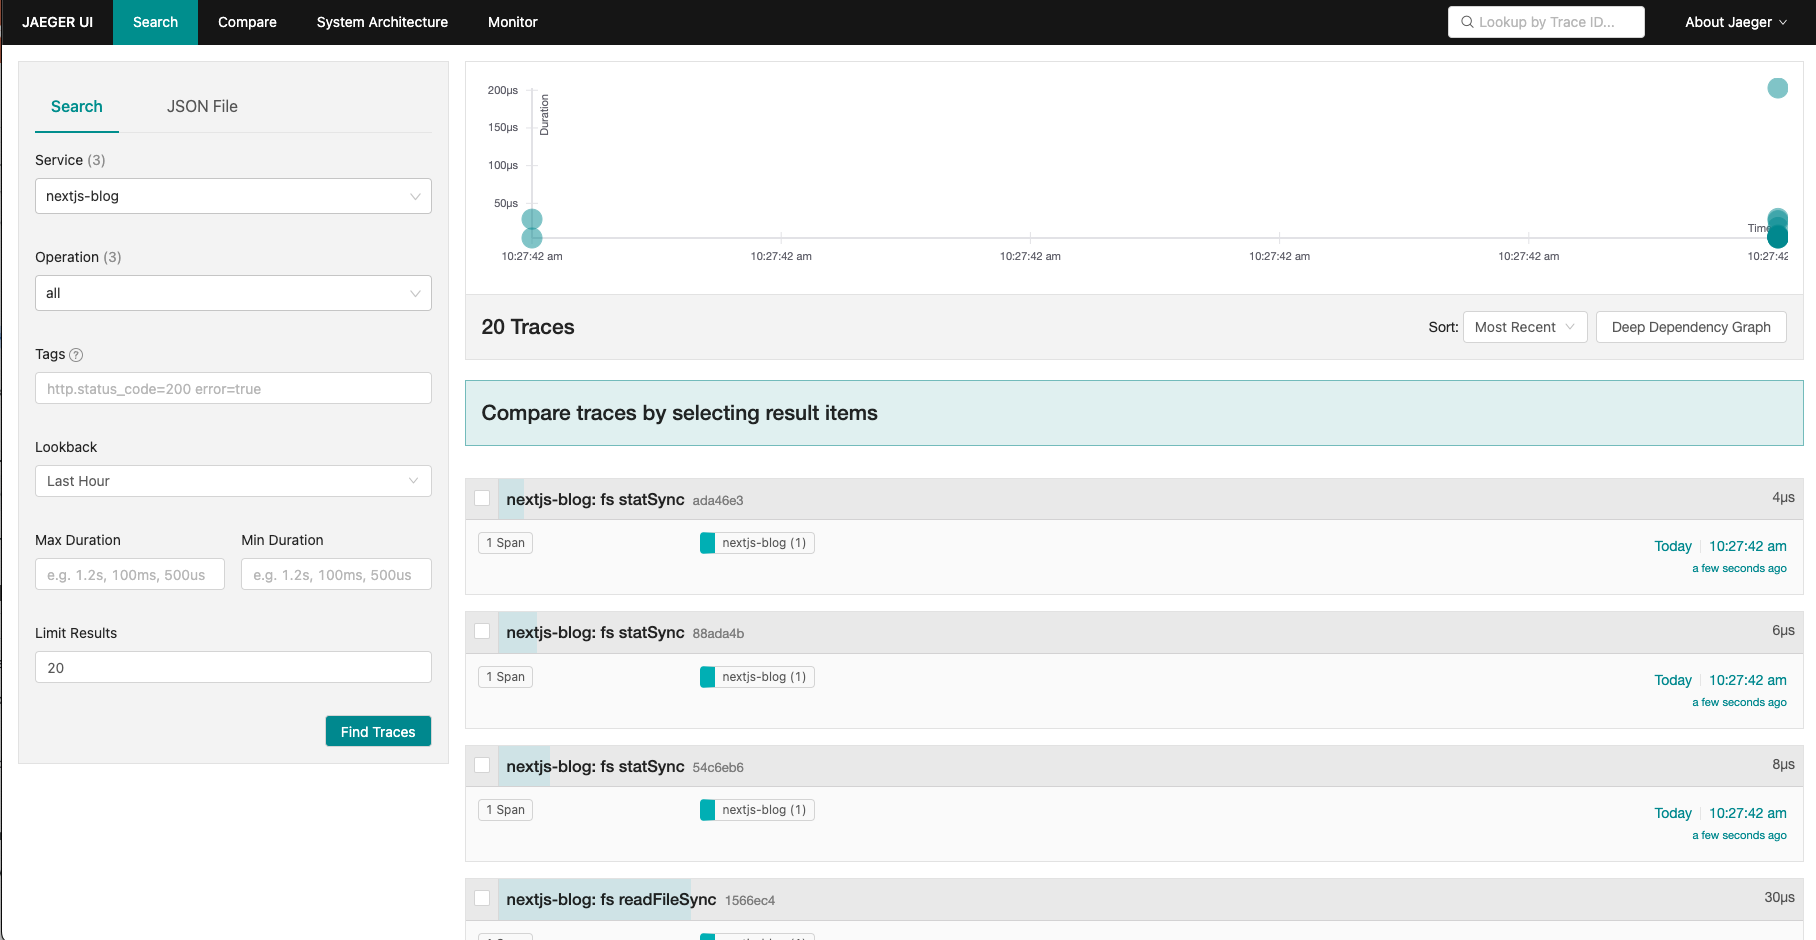 JAEGER UI
Search
Compare
System Architecture
Monitor
Lookup by Trace ID...
About Jaeger
Search
JSON File
Service (3)
nextjs-blog
Operation (3)
all
Tags
http.status_code=200 error=true
Lookback
Last Hour
Max Duration
Min Duration
e.g. 1.2s, 100ms, 500us
e.g. 1.2s, 100ms, 500us
Limit Results
20
Find Traces
200µs
150µs
100µs
50µs
Duration
Time
10:27:42 am
10:27:42 am
10:27:42 am
10:27:42 am
10:27:42 am
10:27:42
20 Traces
Sort:
Most Recent
Deep Dependency Graph
Compare traces by selecting result items
nextjs-blog: fs statSync ada46e3
4µs
1 Span
nextjs-blog (1)
Today 10:27:42 am
a few seconds ago
nextjs-blog: fs statSync 88ada4b
6µs
1 Span
nextjs-blog (1)
Today 10:27:42 am
a few seconds ago
nextjs-blog: fs statSync 54c6eb6
8µs
1 Span
nextjs-blog (1)
Today 10:27:42 am
a few seconds ago
nextjs-blog: fs readFileSync 1566ec4
30µs